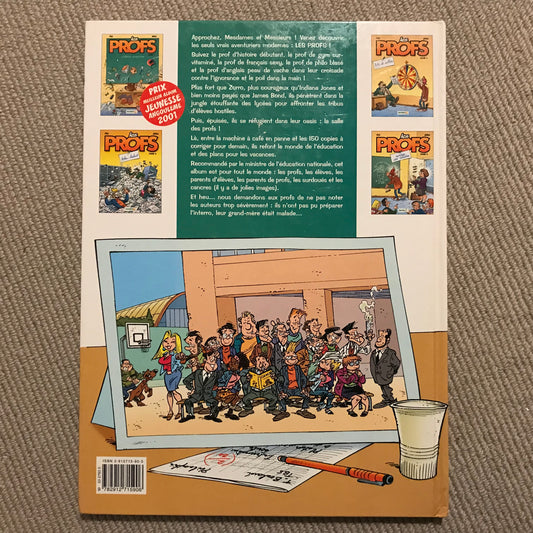 Les
PROFS
PRIX
MEILLEUR ALBUM
JEUNESSE
ANGOULÊME
2001
PROFS
Approchez, Mesdames et Messieurs ! Venez découvrir
les seuls vrais aventuriers modernes : LES PROFS !
Suivez le prof d'histoire débutant, le prof de gym sur-
vitaminé, le prof de français sexy, le prof de philo blasé
et la prof d'anglais peau de vache dans leur croisade
contre l'ignorance et le poil dans la main !
Plus fort que Zorro, plus courageux qu'Indiana Jones et
bien moins payés que James Bond, ils pénètrent dans la
jungle étouffante des lycées pour affronter les tribus
d'élèves hostiles.
Puis, épuisés, ils se réfugient dans leur oasis : la salle
des profs !
Là, entre la machine à café en panne et les 150 copies à
corriger pour demain, ils refont le monde de l'éducation
et des plans pour les vacances.
Recommandé par le ministre de l'éducation nationale, cet
album est pour tout le monde : les profs, les élèves, les
parents d'élèves, les parents de profs, les surdoués et les
cancres (il y a de jolies images).
Et heu... nous demandons aux profs de ne pas noter
les auteurs trop sévèrement : ils n'ont pas pu préparer
l'interro, leur grand-mère était malade...
Les
PROFS
Les
PROFS
ISBN 2-912715-90-3
9 782912 715906